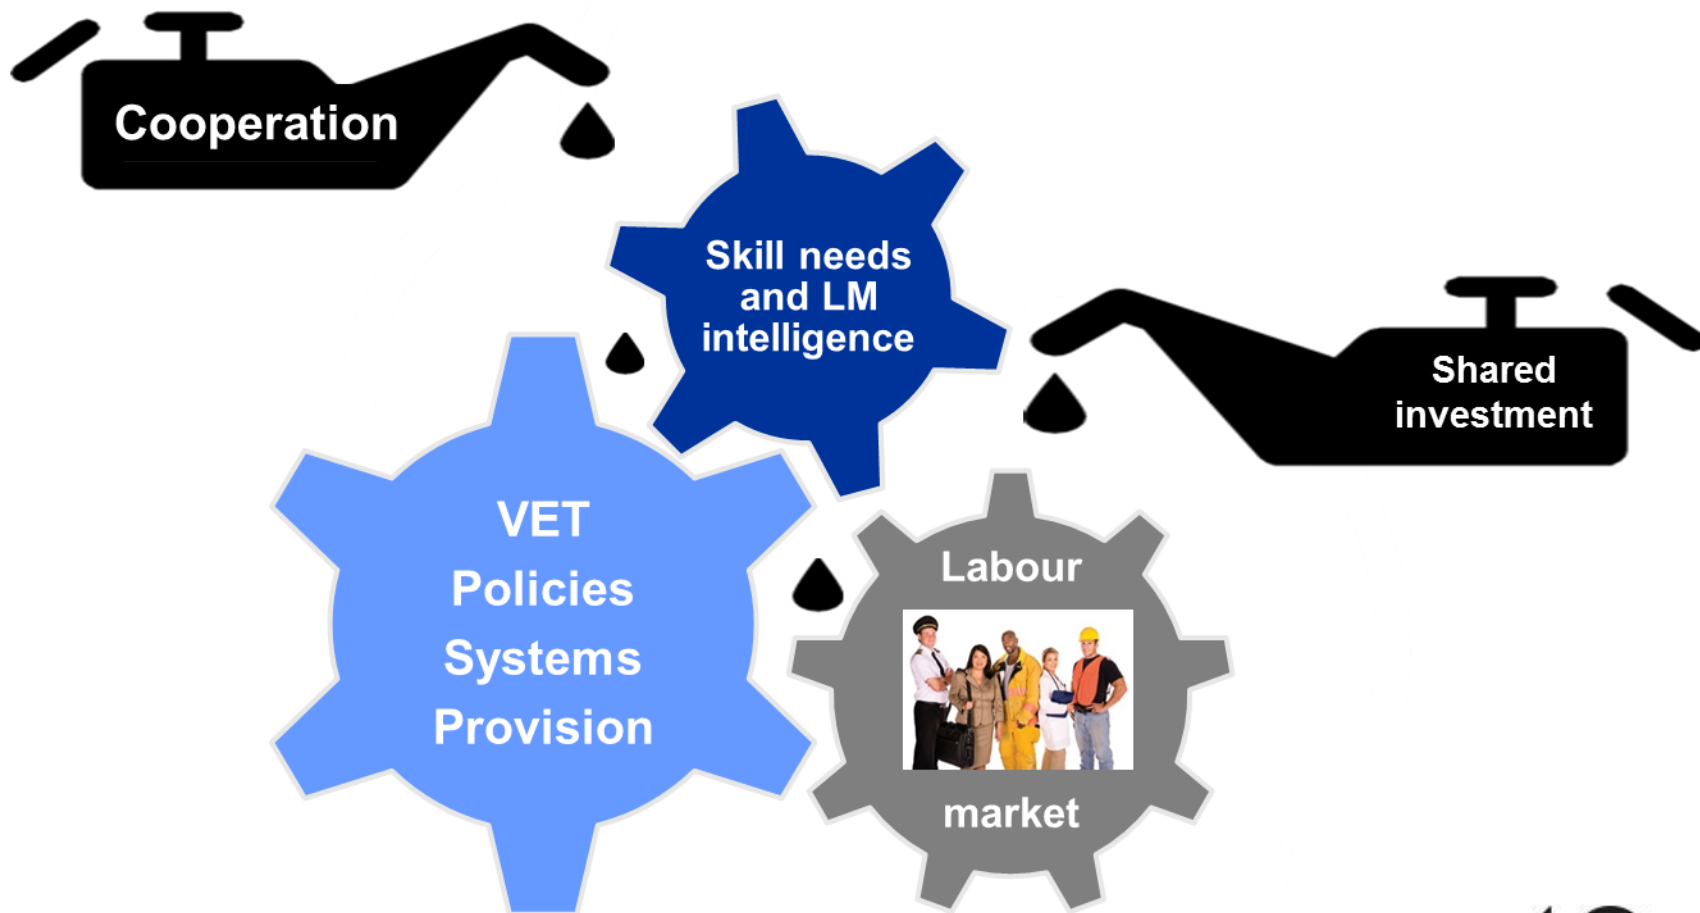 Cooperation
Skill needs
and LM
intelligence
Shared
investment
VET
Policies
Systems
Provision
Labour
market